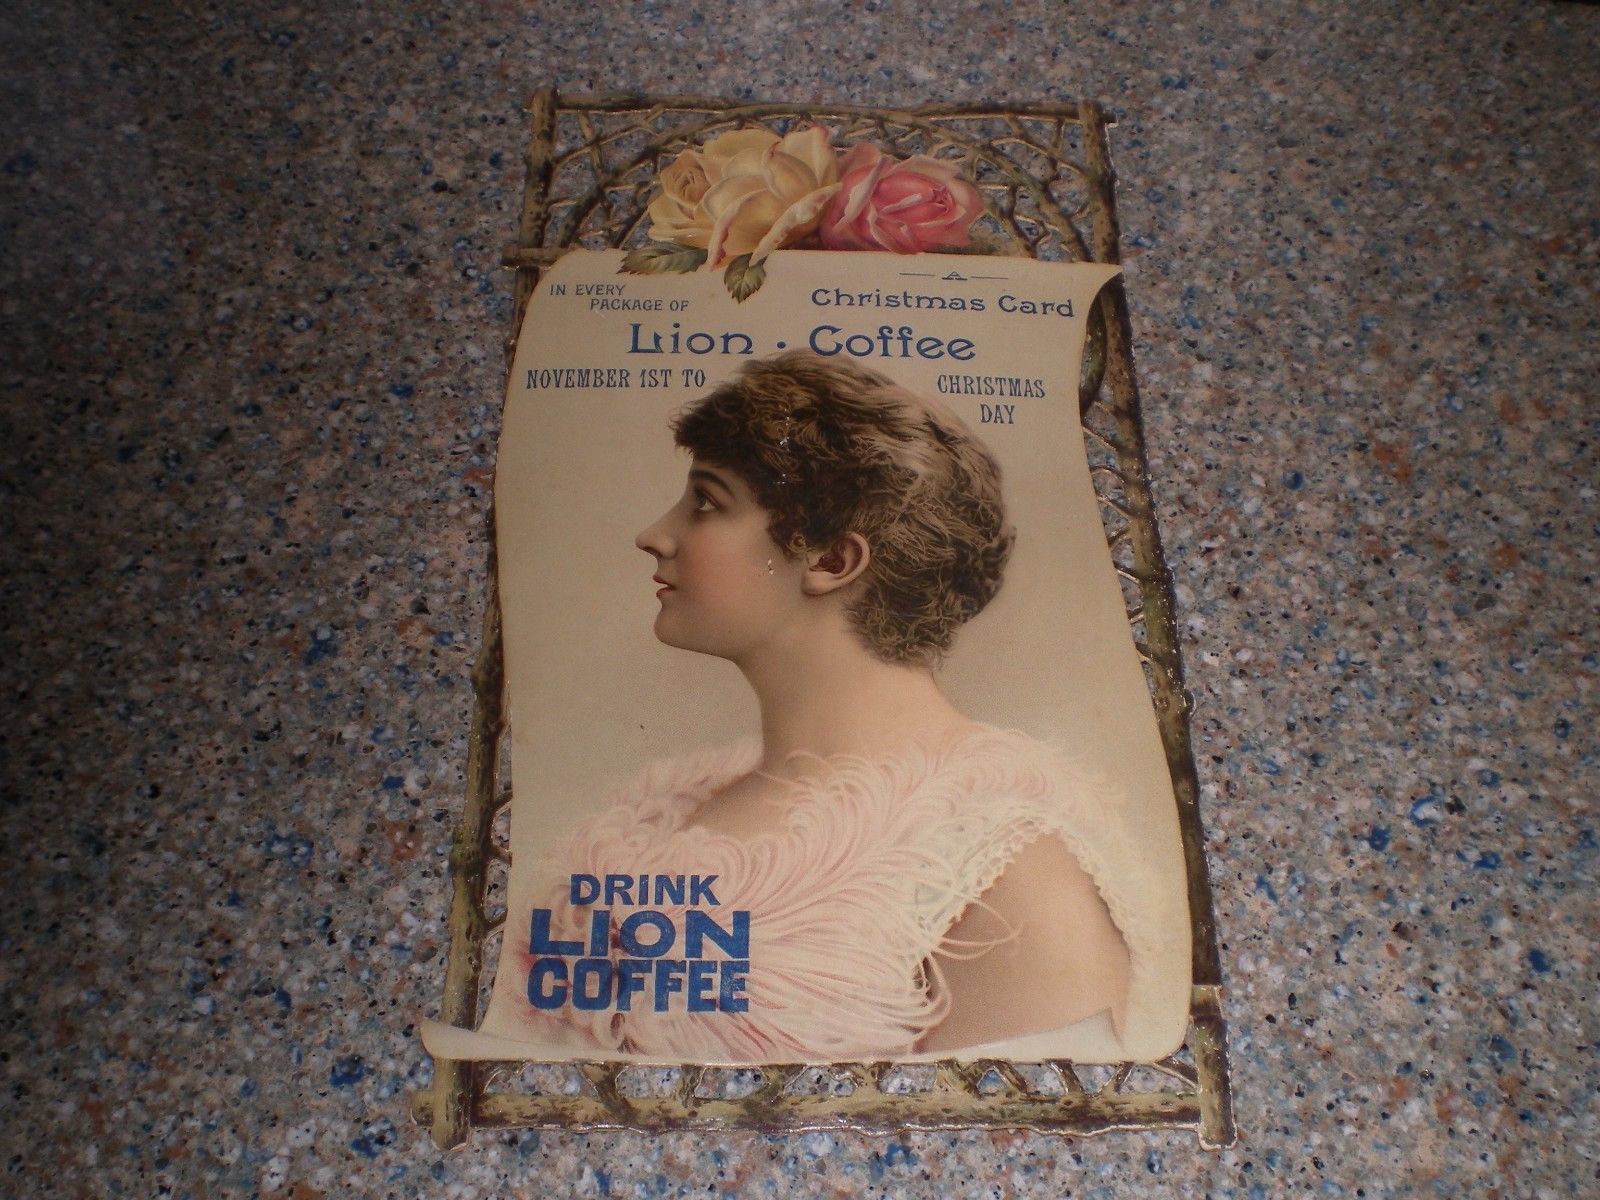 IN EVERY
PACKAGE OF
A
Christmas Card
Lion · Coffee
NOVEMBER 1ST TO
CHRISTMAS
DAY
DRINK
LION
COFFEE